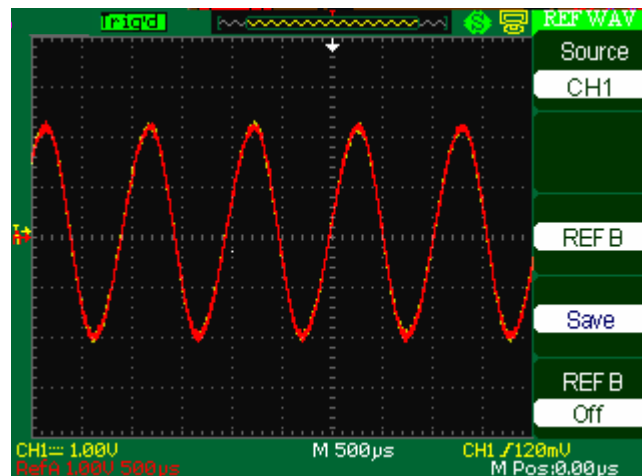 Trig'd
REF WAV
Source
CH1
REF B
Save
REF B
Off
CH1 1.00V
M 500µs
CH1 /120mV
RefA 1.00V 500µs
M Pos:0.00µs